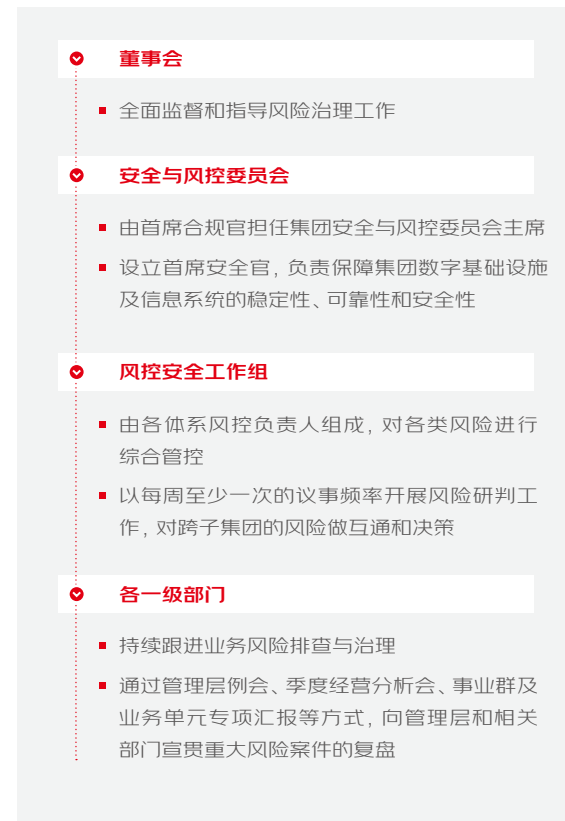 董事会
全面监督和指导风险治理工作
安全与风控委员会
由首席合规官担任集团安全与风控委员会主席
设立首席安全官，负责保障集团数字基础设施
及信息系统的稳定性、可靠性和安全性
风控安全工作组
由各体系风控负责人组成，对各类风险进行
综合管控
以每周至少一次的议事频率开展风险研判工
作，对跨子集团的风险做互通和决策
各一级部门
持续跟进业务风险排查与治理
通过管理层例会、季度经营分析会、事业群及
业务单元专项汇报等方式，向管理层和相关
部门宣贯重大风险案件的复盘